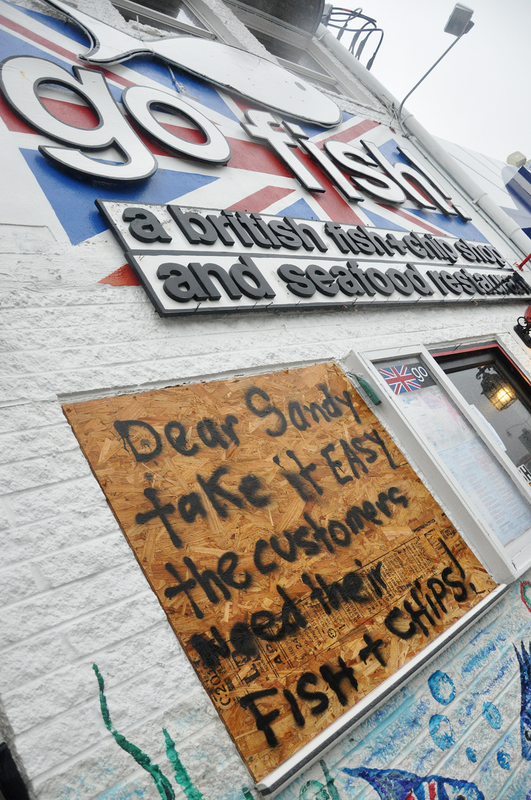 go fish!
a british fish+chip shop
and seafood restaurant
go
Dear Sandy
take it EASY
the customers
Need their
FISH + CHIPS!